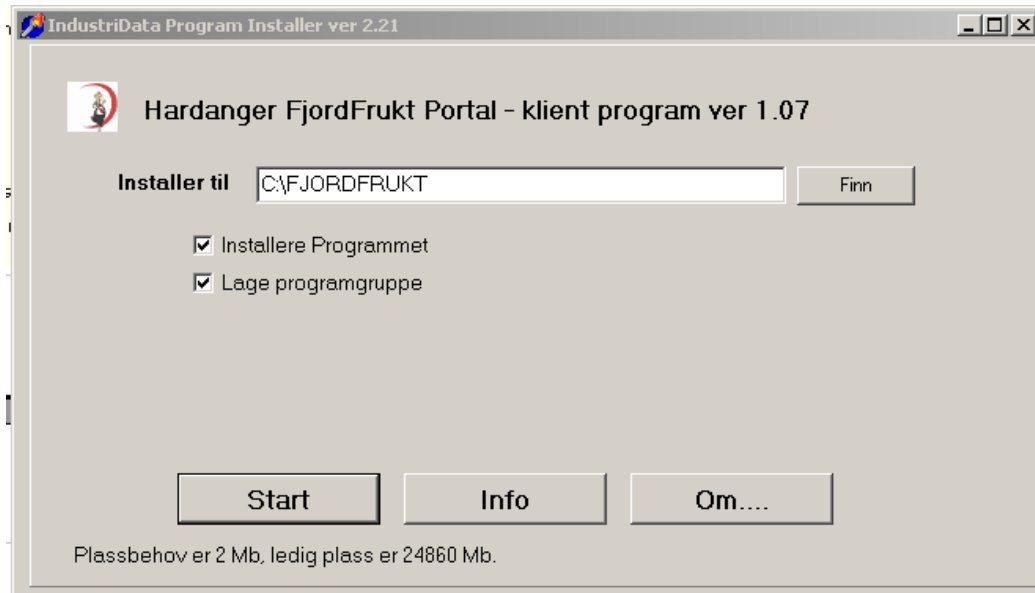 IndustriData Program Installer ver 2.21
Hardanger FjordFrukt Portal - klient program ver 1.07
Installer til C:\FJORDFRUKT Finn
Installere Programmet
Lage programgruppe
Start Info Om....
Plassbehov er 2 Mb, ledig plass er 24860 Mb.